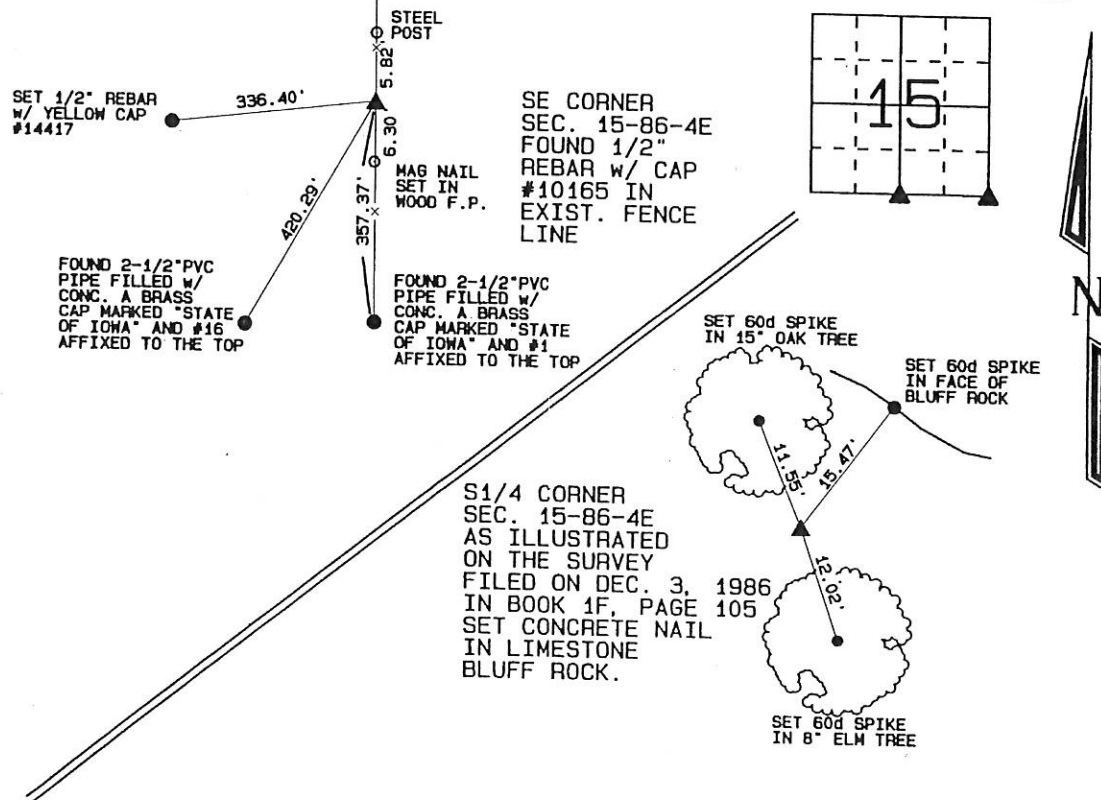 STEEL
POST
5.82'
SET 1/2" REBAR
w/ YELLOW CAP
#14417
336.40'
6.30
MAG NAIL
SET IN
WOOD F.P.
420.29'
357.37'
FOUND 2-1/2"PVC
PIPE FILLED w/
CONC. A BRASS
CAP MARKED "STATE
OF IOWA" AND #16
AFFIXED TO THE TOP
FOUND 2-1/2"PVC
PIPE FILLED w/
CONC. A BRASS
CAP MARKED "STATE
OF IOWA" AND #1
AFFIXED TO THE TOP
SE CORNER
SEC. 15-86-4E
FOUND 1/2"
REBAR w/ CAP
#10165 IN
EXIST. FENCE
LINE
15
N
SET 60d SPIKE
IN 15" OAK TREE
SET 60d SPIKE
IN FACE OF
BLUFF ROCK
11.55'
15.47'
S1/4 CORNER
SEC. 15-86-4E
AS ILLUSTRATED
ON THE SURVEY
FILED ON DEC. 3, 1986
IN BOOK 1F, PAGE 105
SET CONCRETE NAIL
IN LIMESTONE
BLUFF ROCK.
12.02'
SET 60d SPIKE
IN 8" ELM TREE